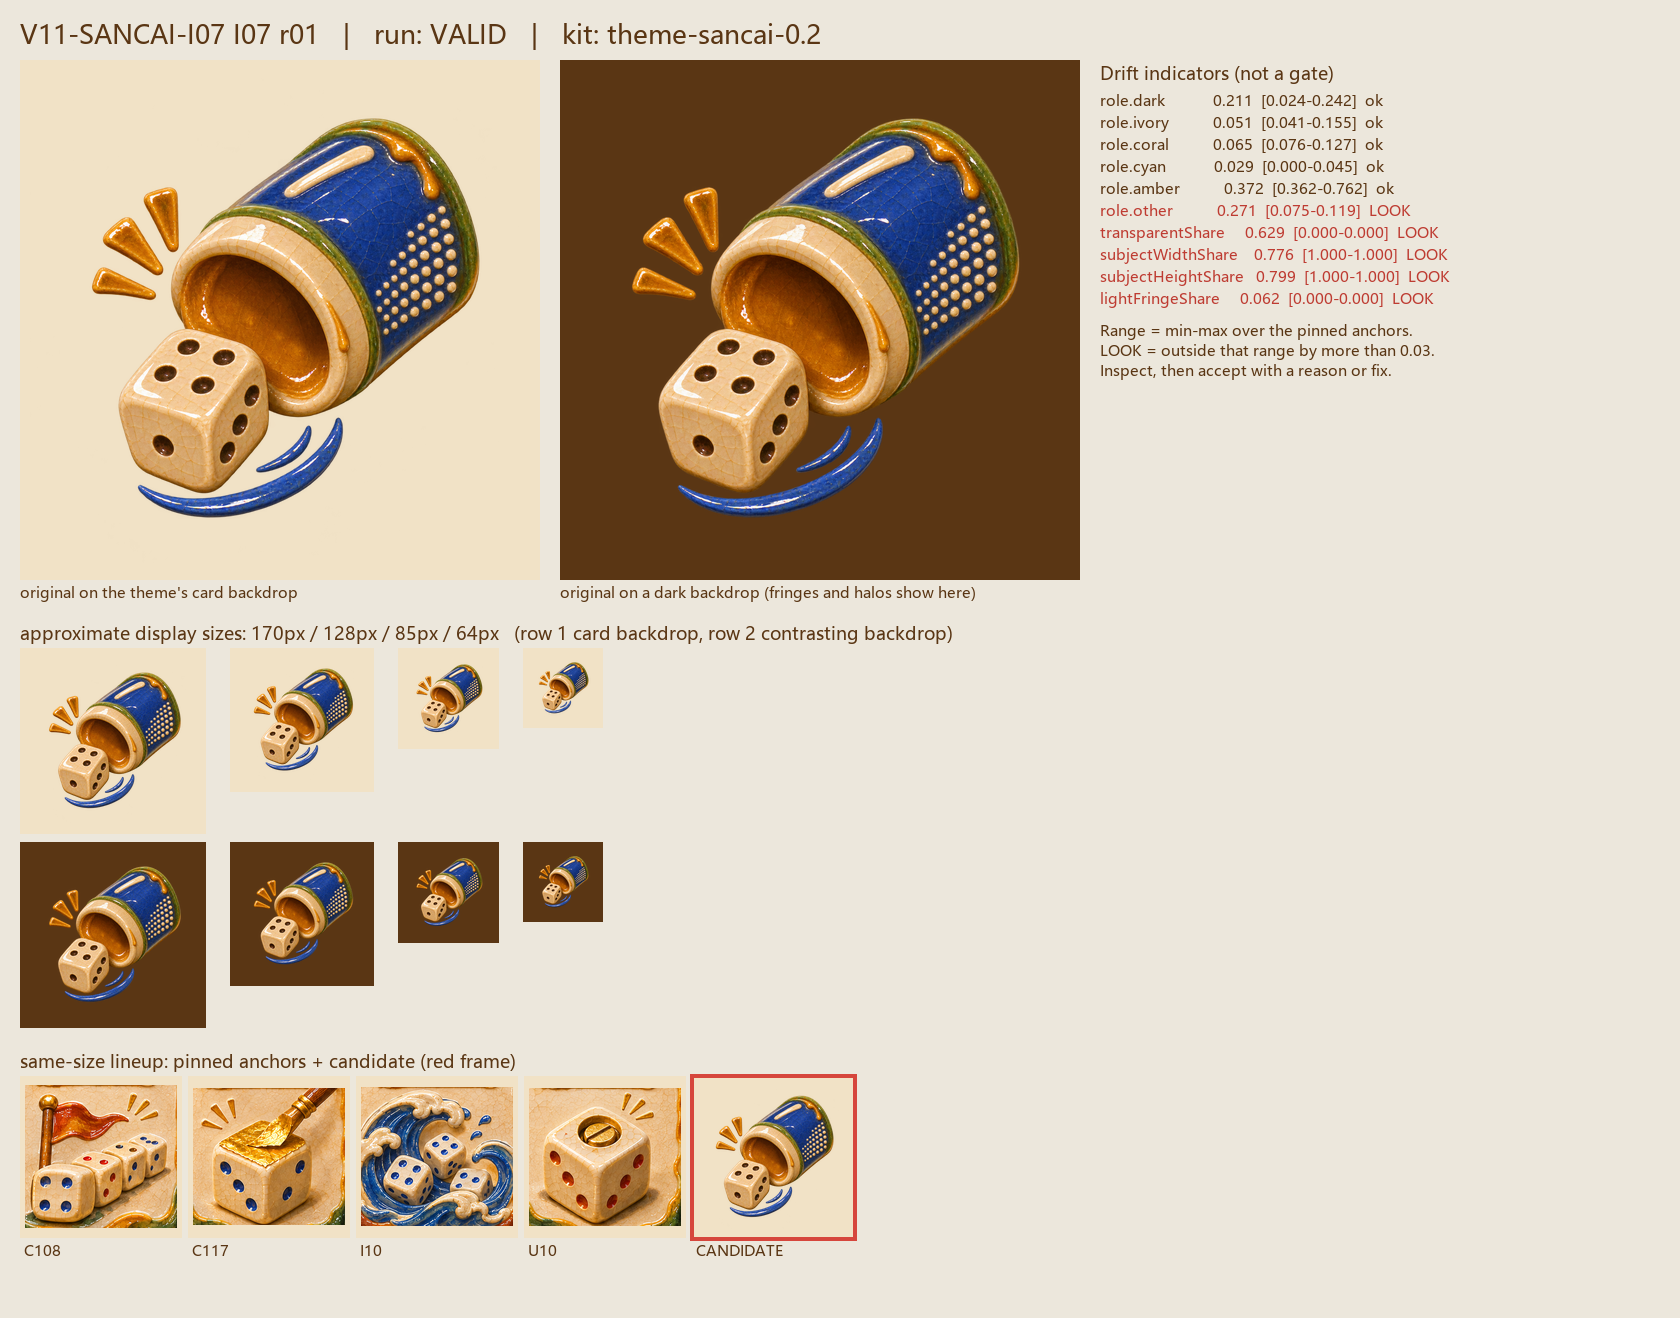 V11-SANCAI-I07 I07 r01   |   run: VALID   |   kit: theme-sancai-0.2
original on the theme's card backdrop
original on a dark backdrop (fringes and halos show here)
Drift indicators (not a gate)
role.dark 0.211 [0.024-0.242] ok
role.ivory 0.051 [0.041-0.155] ok
role.coral 0.065 [0.076-0.127] ok
role.cyan 0.029 [0.000-0.045] ok
role.amber 0.372 [0.362-0.762] ok
role.other 0.271 [0.075-0.119] LOOK
transparentShare 0.629 [0.000-0.000] LOOK
subjectWidthShare 0.776 [1.000-1.000] LOOK
subjectHeightShare 0.799 [1.000-1.000] LOOK
lightFringeShare 0.062 [0.000-0.000] LOOK
Range = min-max over the pinned anchors.
LOOK = outside that range by more than 0.03.
Inspect, then accept with a reason or fix.
approximate display sizes: 170px / 128px / 85px / 64px   (row 1 card backdrop, row 2 contrasting backdrop)
same-size lineup: pinned anchors + candidate (red frame)
C108
C117
I10
U10
CANDIDATE